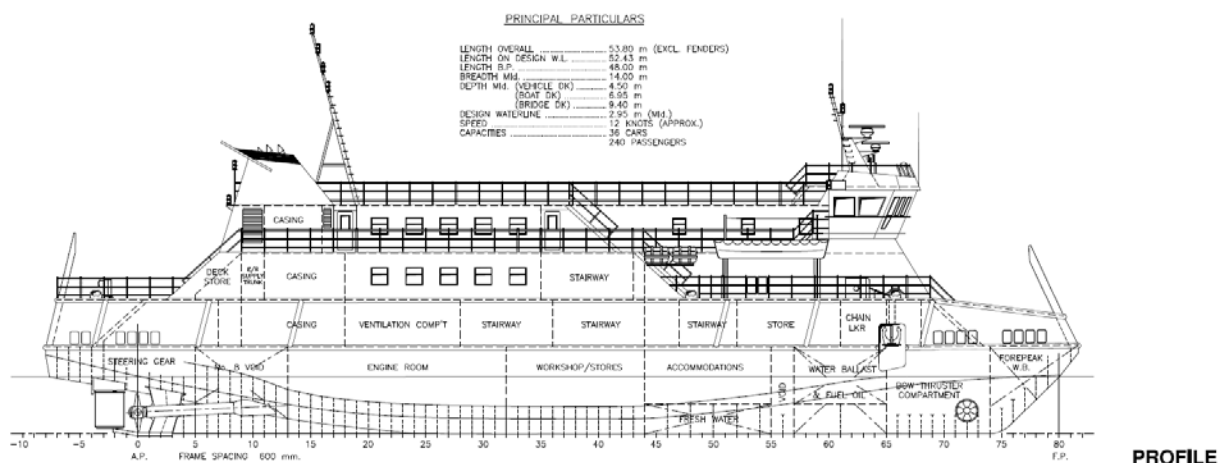 PRINCIPAL PARTICULARS
LENGTH OVERALL 53.80 m (EXCL. FENDERS)
LENGTH ON DESIGN W.L. 52.43 m
LENGTH B.P. 48.00 m
BREADTH Mld. 14.00 m
DEPTH Mld. (VEHICLE DK) 4.50 m
(BOAT DK) 6.95 m
(BRIDGE DK) 9.40 m
DESIGN WATERLINE 2.95 m (Mld.)
SPEED 12 KNOTS (APPROX.)
CAPACITIES 36 CARS
240 PASSENGERS
CASING
DECK STORE
E/R SUPPLY TRUNK
CASING
STAIRWAY
CASING
VENTILATION COMP'T
STAIRWAY
STAIRWAY
STAIRWAY
STORE
CHAIN LKR
STEERING GEAR
No. 8 VOID
ENGINE ROOM
WORKSHOP/STORES
ACCOMMODATIONS
VOID
WATER BALLAST
& FUEL OIL
FOREPEAK W.B.
BOW THRUSTER COMPARTMENT
FRESH WATER
-10 -5 0 5 10 15 20 25 30 35 40 45 50 55 60 65 70 75 80
A.P. FRAME SPACING 600 mm. F.P.
PROFILE